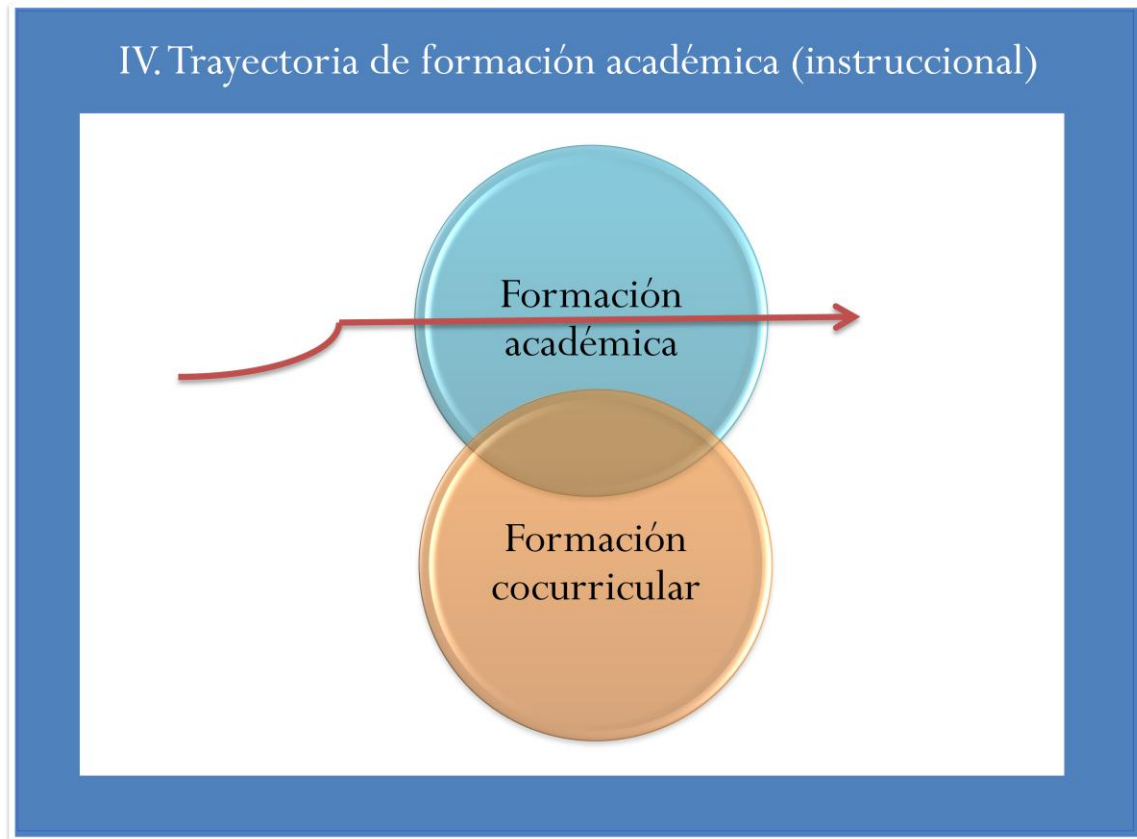 IV. Trayectoria de formación académica (instruccional)
Formación
académica
Formación
cocurricular